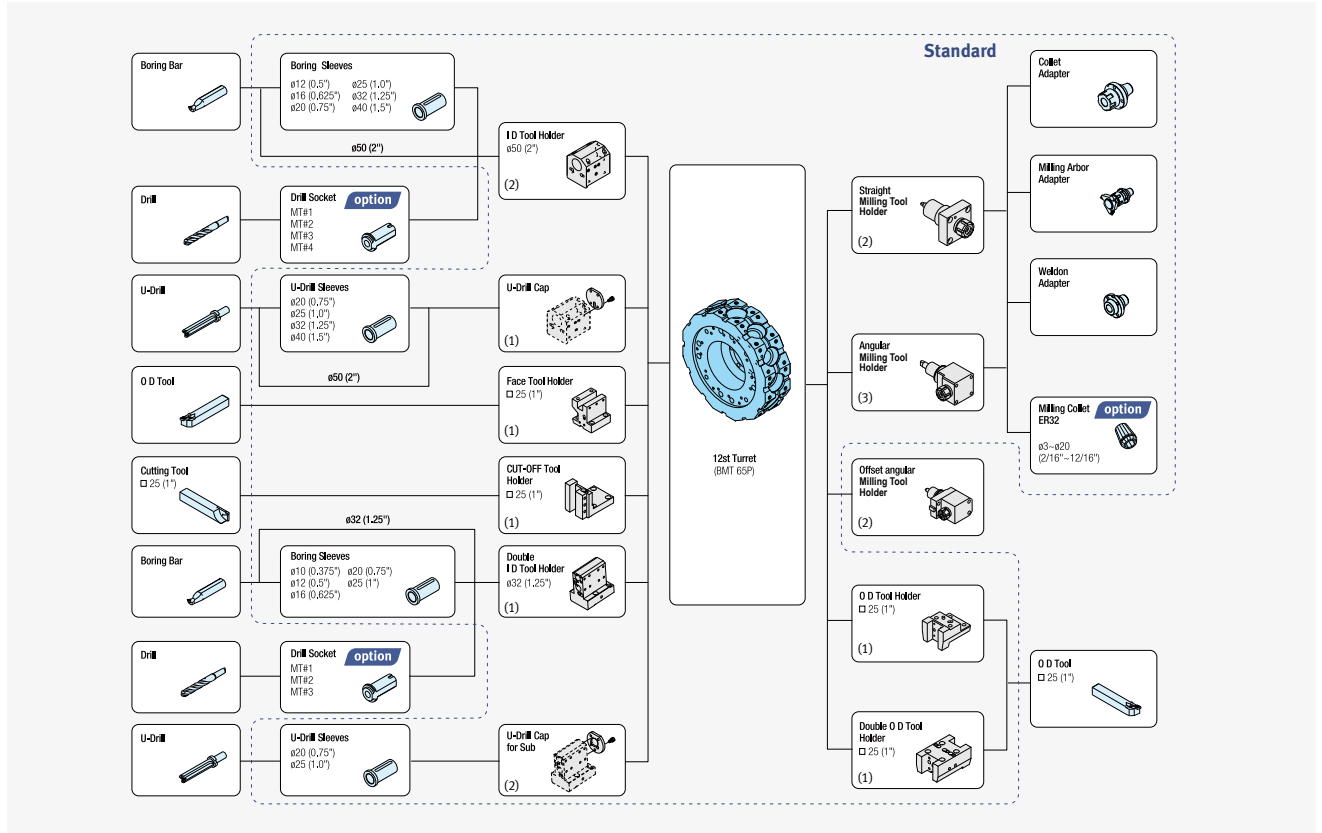 Standard
Boring Bar
Boring Sleeves
ø12 (0.5") ø25 (1.0")
ø16 (0.625") ø32 (1.25")
ø20 (0.75") ø40 (1.5")
ø50 (2")
I D Tool Holder
ø50 (2")
(2)
Drill
Drill Socket
option
MT#1
MT#2
MT#3
MT#4
U-Drill
U-Drill Sleeves
ø20 (0.75")
ø25 (1.0")
ø32 (1.25")
ø40 (1.5")
ø50 (2")
U-Drill Cap
(1)
O D Tool
Face Tool Holder
□ 25 (1")
(1)
Cutting Tool
□ 25 (1")
CUT-OFF Tool
Holder
□ 25 (1")
(1)
ø32 (1.25")
Boring Bar
Boring Sleeves
ø10 (0.375") ø20 (0.75")
ø12 (0.5") ø25 (1")
ø16 (0.625")
Double
I D Tool Holder
ø32 (1.25")
(1)
Drill
Drill Socket
option
MT#1
MT#2
MT#3
U-Drill
U-Drill Sleeves
ø20 (0.75")
ø25 (1.0")
U-Drill Cap
for Sub
(2)
12st Turret
(BMT 65P)
Straight
Milling Tool
Holder
(2)
Angular
Milling Tool
Holder
(3)
Offset angular
Milling Tool
Holder
(2)
O D Tool Holder
□ 25 (1")
(1)
Double O D Tool
Holder
□ 25 (1")
(1)
Collet
Adapter
Milling Arbor
Adapter
Weldon
Adapter
Milling Collet
ER32
option
ø3~ø20
(2/16"~12/16")
O D Tool
□ 25 (1")